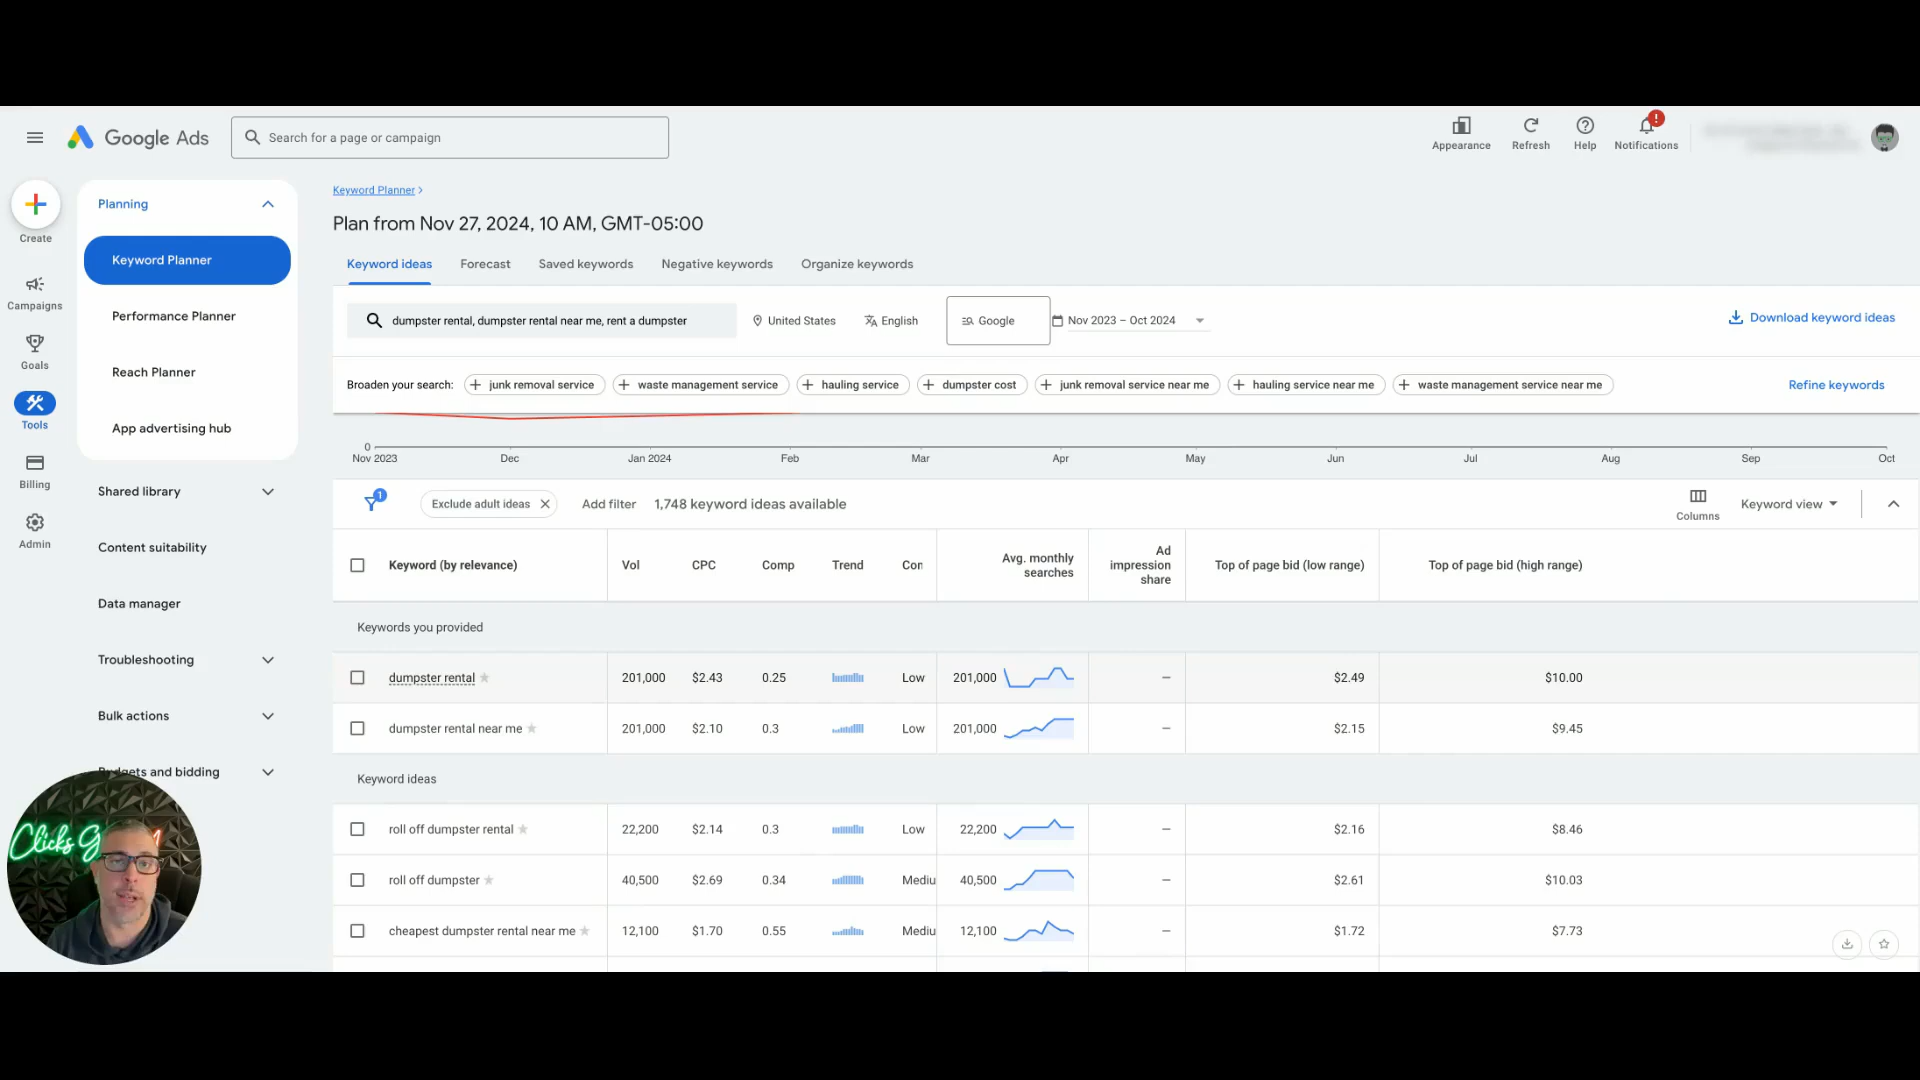 Google Ads
Search for a page or campaign
Appearance
Refresh
Help
!
Notifications
Create
Campaigns
Goals
Tools
Billing
Admin
Planning
Keyword Planner
Performance Planner
Reach Planner
App advertising hub
Shared library
Content suitability
Data manager
Troubleshooting
Bulk actions
Budgets and bidding
Keyword Planner
Plan from Nov 27, 2024, 10 AM, GMT-05:00
Keyword ideas Forecast Saved keywords Negative keywords Organize keywords
dumpster rental, dumpster rental near me, rent a dumpster United States English Google Nov 2023 – Oct 2024 Download keyword ideas
Broaden your search: junk removal service waste management service hauling service dumpster cost junk removal service near me hauling service near me waste management service near me Refine keywords
0
Nov 2023 Dec Jan 2024 Feb Mar Apr May Jun Jul Aug Sep Oct
1 Exclude adult ideas Add filter 1,748 keyword ideas available Columns Keyword view
Keyword (by relevance) Vol CPC Comp Trend Con Avg. monthly searches Ad impression share Top of page bid (low range) Top of page bid (high range)
Keywords you provided
dumpster rental 201,000 $2.43 0.25 Low 201,000 – $2.49 $10.00
dumpster rental near me 201,000 $2.10 0.3 Low 201,000 – $2.15 $9.45
Keyword ideas
roll off dumpster rental 22,200 $2.14 0.3 Low 22,200 – $2.16 $8.46
roll off dumpster 40,500 $2.69 0.34 Mediu 40,500 – $2.61 $10.03
cheapest dumpster rental near me 12,100 $1.70 0.55 Mediu 12,100 – $1.72 $7.73
Clicks